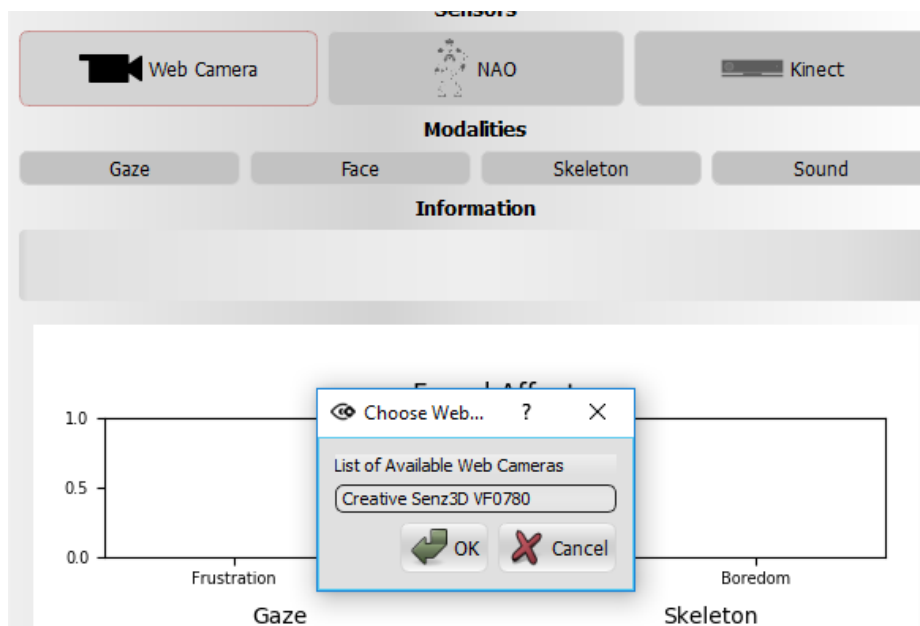 Sensors
Web Camera
NAO
Kinect
Modalities
Gaze
Face
Skeleton
Sound
Information
Choose Web...
?
List of Available Web Cameras
Creative Senz3D VF0780
OK
Cancel
1.0
0.5
0.0
Frustration
Boredom
Gaze
Skeleton